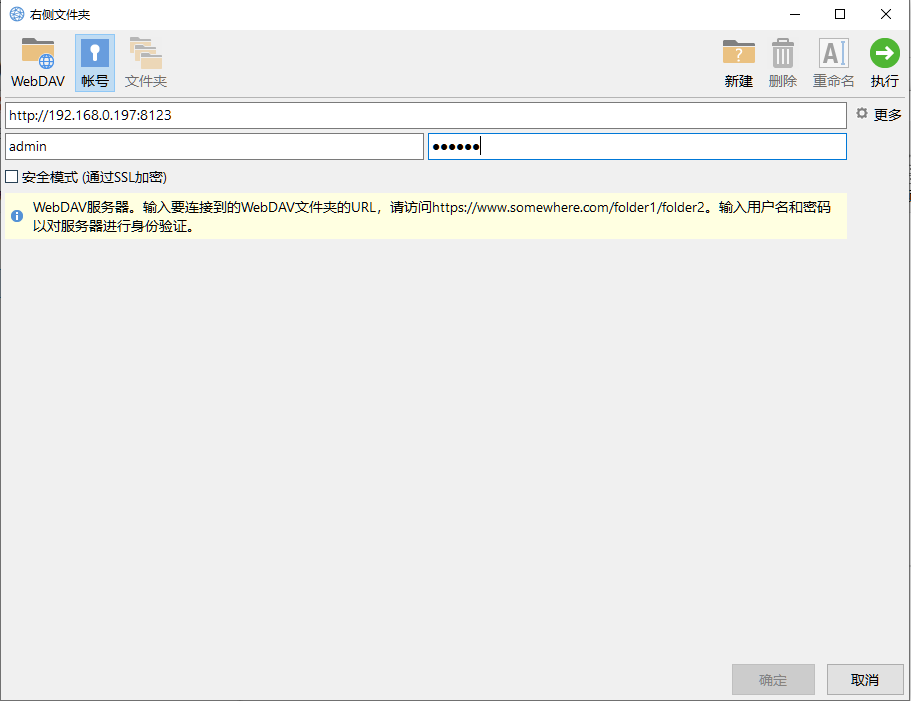 右侧文件夹
WebDAV 帐号 文件夹 新建 删除 重命名 执行
http://192.168.0.197:8123 更多
admin ●●●●●●
安全模式 (通过SSL加密)
WebDAV服务器。输入要连接到的WebDAV文件夹的URL，请访问https://www.somewhere.com/folder1/folder2。输入用户名和密码
以对服务器进行身份验证。
确定 取消